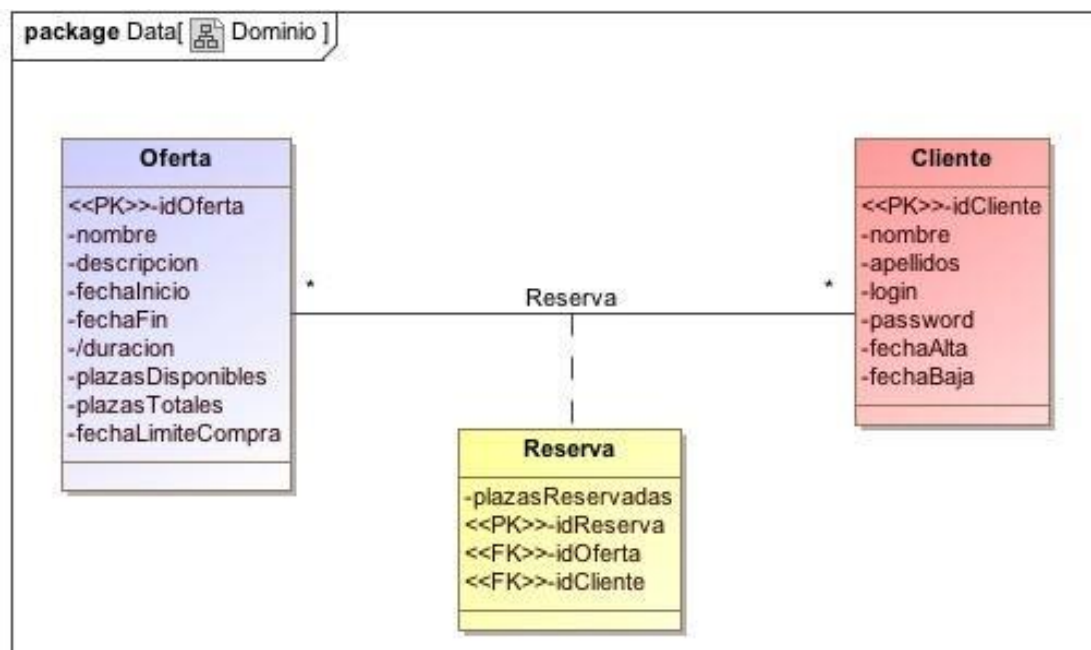 package Data[ Dominio ]
Oferta
<<PK>>-idOferta
-nombre
-descripcion
-fechaInicio
-fechaFin
-/duracion
-plazasDisponibles
-plazasTotales
-fechaLimiteCompra
*
Reserva
*
Cliente
<<PK>>-idCliente
-nombre
-apellidos
-login
-password
-fechaAlta
-fechaBaja
Reserva
-plazasReservadas
<<PK>>-idReserva
<<FK>>-idOferta
<<FK>>-idCliente